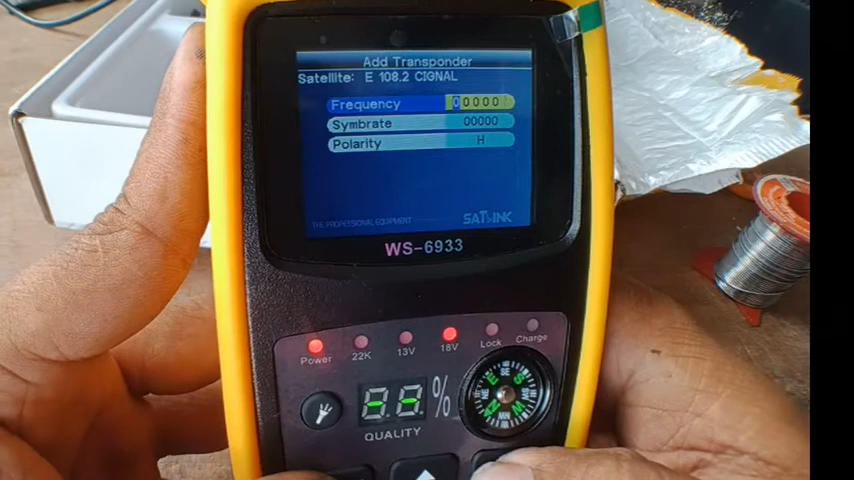 Add Transponder
Satellite: E 108.2 CIGNAL
Frequency 00000
Symbrate 00000
Polarity H
THE PROFESSIONAL EQUIPMENT SATLINK
WS-6933
Power 22K 13V 18V Lock Charge
-- %
QUALITY